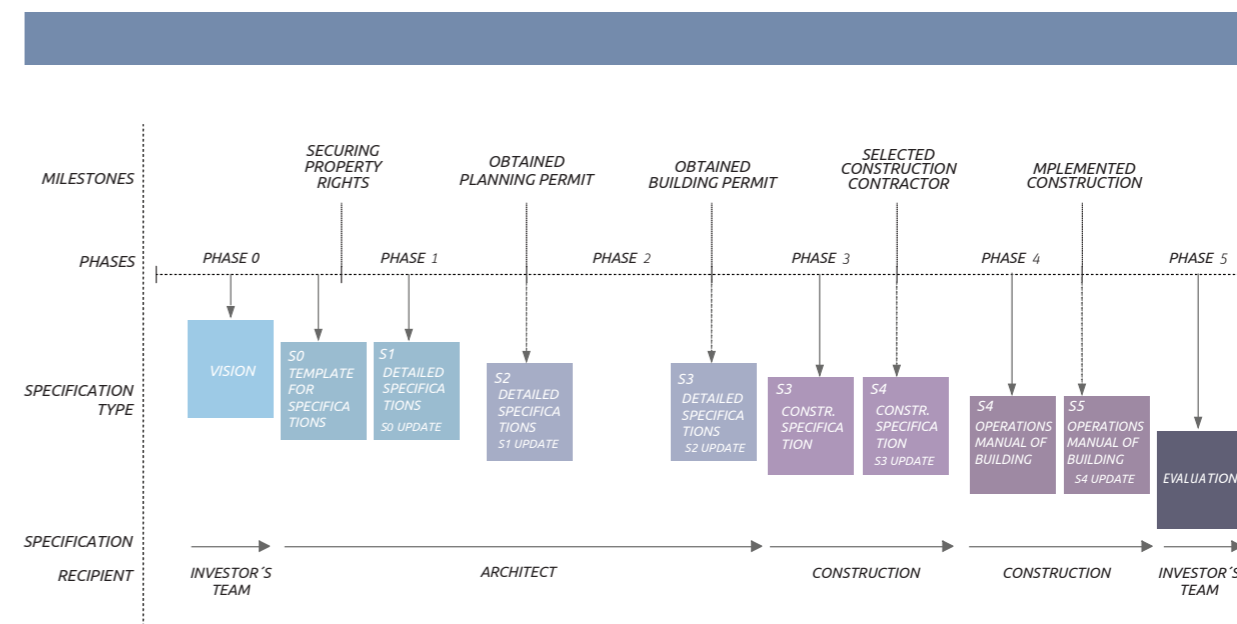 SECURING
PROPERTY
RIGHTS
OBTAINED
PLANNING PERMIT
OBTAINED
BUILDING PERMIT
SELECTED
CONSTRUCTION
CONTRACTOR
MPLEMENTED
CONSTRUCTION
MILESTONES
PHASES
PHASE 0
PHASE 1
PHASE 2
PHASE 3
PHASE 4
PHASE 5
SPECIFICATION
TYPE
VISION
S0
TEMPLATE
FOR
SPECIFICA
TIONS
S1
DETAILED
SPECIFICA
TIONS
S0 UPDATE
S2
DETAILED
SPECIFICA
TIONS
S1 UPDATE
S3
DETAILED
SPECIFICA
TIONS
S2 UPDATE
S3
CONSTR.
SPECIFICA
TION
S4
CONSTR.
SPECIFICA
TION
S3 UPDATE
S4
OPERATIONS
MANUAL OF
BUILDING
S5
OPERATIONS
MANUAL OF
BUILDING
S4 UPDATE
EVALUATION
SPECIFICATION
RECIPIENT
INVESTOR´S
TEAM
ARCHITECT
CONSTRUCTION
CONSTRUCTION
INVESTOR´S
TEAM